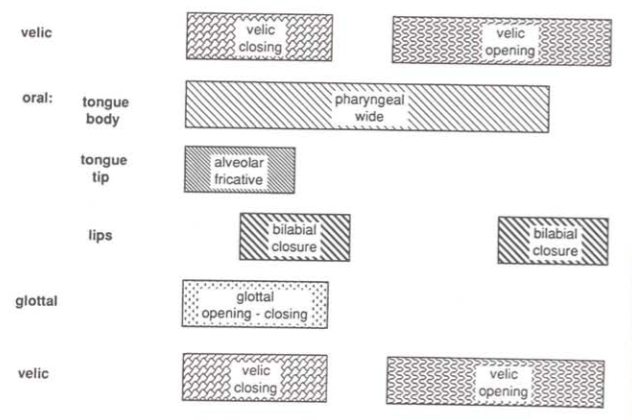 velic
velic
closing
velic
opening
oral:
tongue
body
pharyngeal
wide
tongue
tip
alveolar
fricative
lips
bilabial
closure
bilabial
closure
glottal
glottal
opening - closing
velic
velic
closing
velic
opening